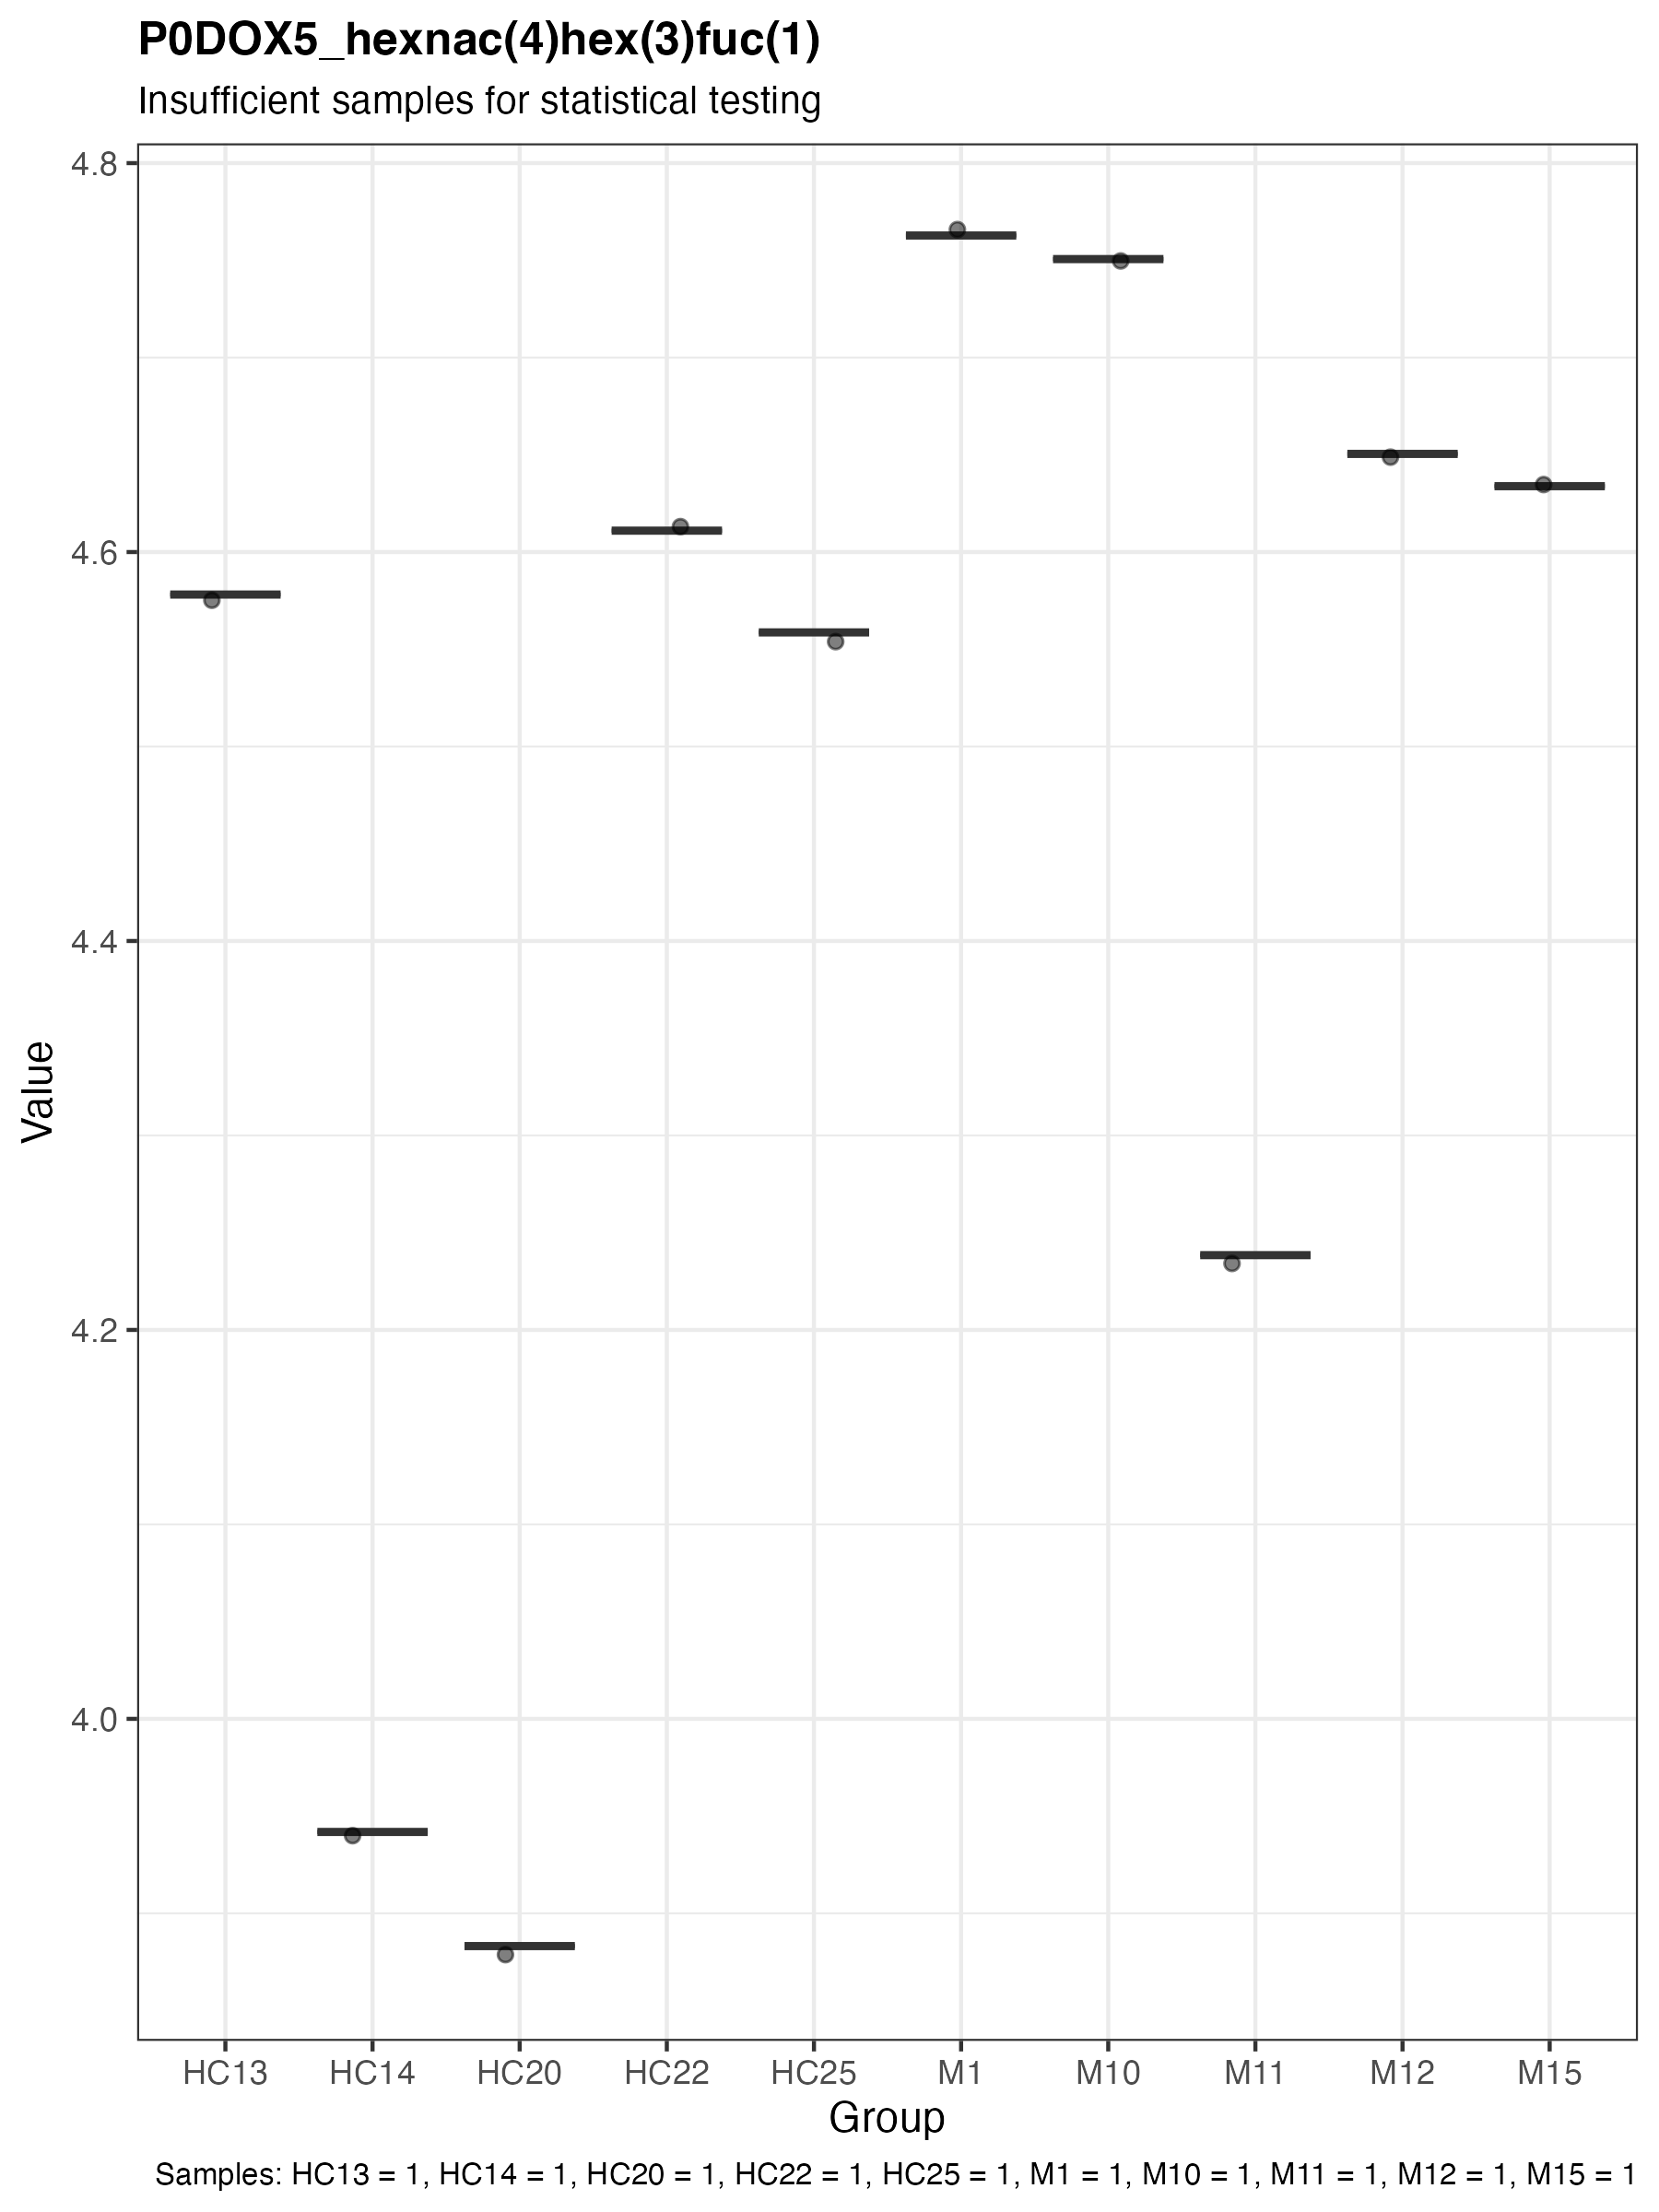 P0DOX5_hexnac(4)hex(3)fuc(1)
Insufficient samples for statistical testing
4.8
4.6
4.4
4.2
4.0
Value
HC13 HC14 HC20 HC22 HC25 M1 M10 M11 M12 M15
Group
Samples: HC13 = 1, HC14 = 1, HC20 = 1, HC22 = 1, HC25 = 1, M1 = 1, M10 = 1, M11 = 1, M12 = 1, M15 = 1